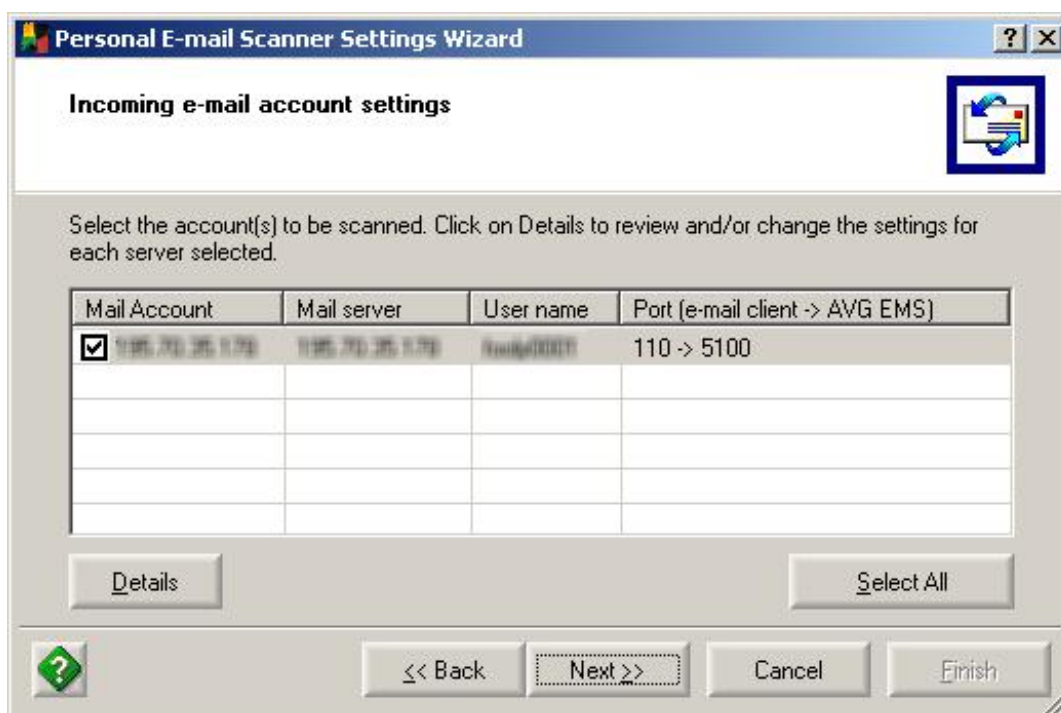 Personal E-mail Scanner Settings Wizard
Incoming e-mail account settings
Select the account(s) to be scanned. Click on Details to review and/or change the settings for
each server selected.
Mail Account Mail server User name Port (e-mail client -> AVG EMS)
110 -> 5100
Details Select All
<< Back Next >> Cancel Finish